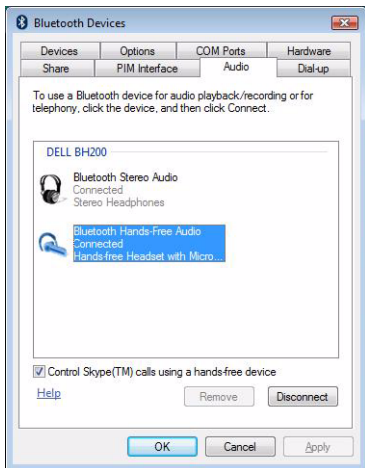 Bluetooth Devices
Devices
Options
COM Ports
Hardware
Share
PIM Interface
Audio
Dial-up
To use a Bluetooth device for audio playback/recording or for
telephony, click the device, and then click Connect.
DELL BH200
Bluetooth Stereo Audio
Connected
Stereo Headphones
Bluetooth Hands-Free Audio
Connected
Hands-free Headset with Micro...
Control Skype(TM) calls using a hands-free device
Help
Remove
Disconnect
OK
Cancel
Apply